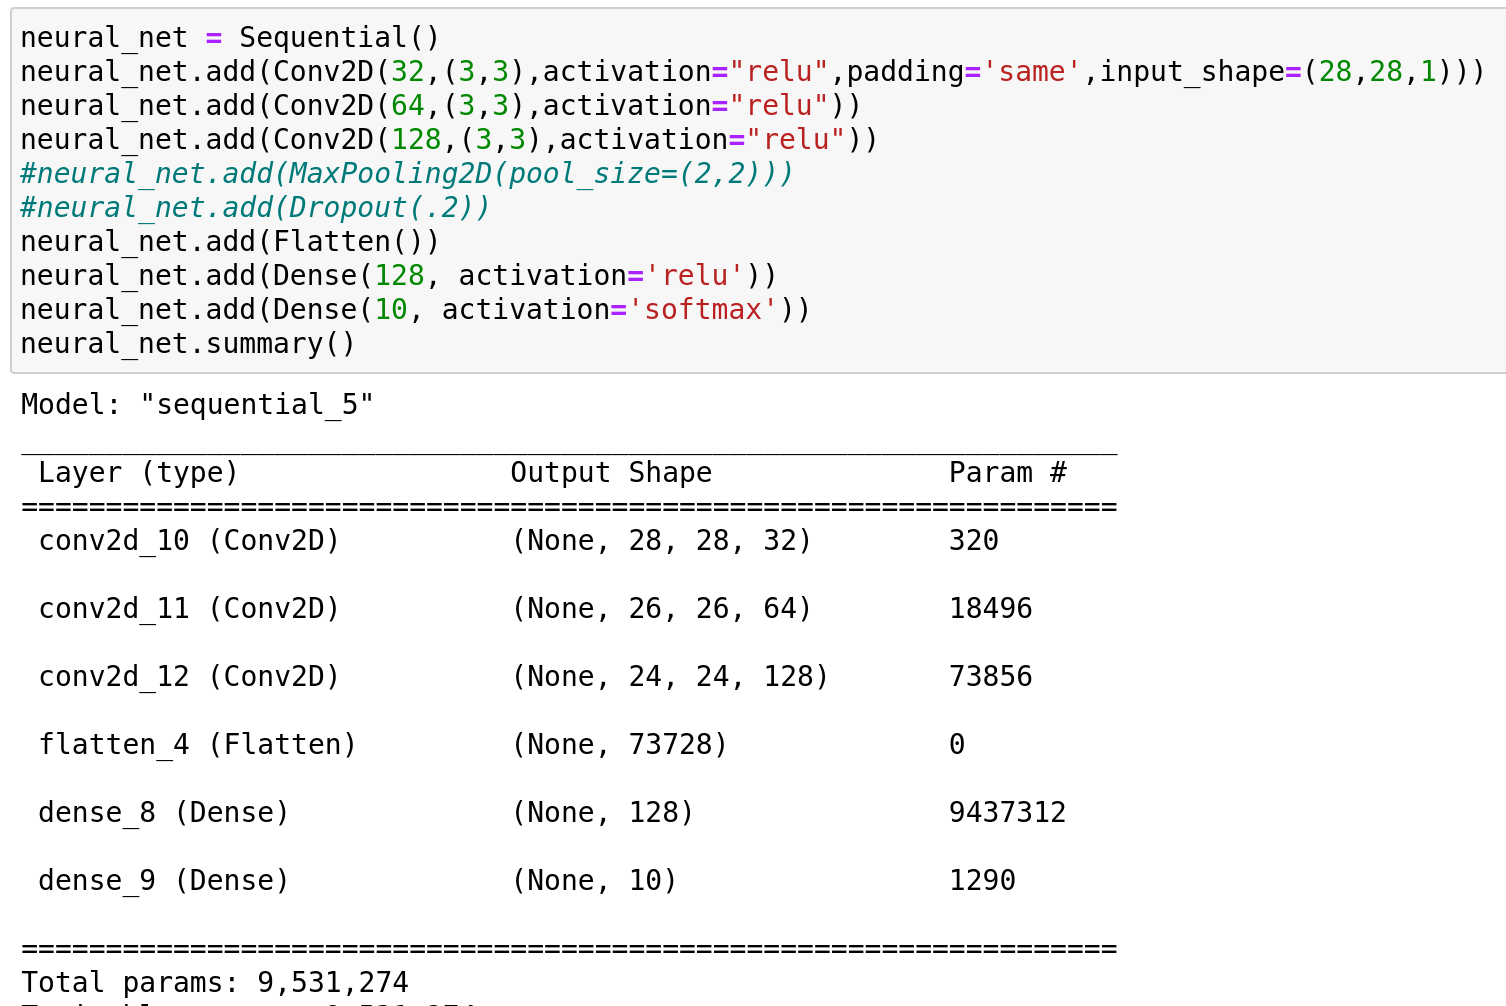 neural_net = Sequential()
neural_net.add(Conv2D(32,(3,3),activation="relu",padding='same',input_shape=(28,28,1)))
neural_net.add(Conv2D(64,(3,3),activation="relu"))
neural_net.add(Conv2D(128,(3,3),activation="relu"))
#neural_net.add(MaxPooling2D(pool_size=(2,2)))
#neural_net.add(Dropout(.2))
neural_net.add(Flatten())
neural_net.add(Dense(128, activation='relu'))
neural_net.add(Dense(10, activation='softmax'))
neural_net.summary()
Model: "sequential_5"
_________________________________________________________________
Layer (type) Output Shape Param #
=================================================================
conv2d_10 (Conv2D) (None, 28, 28, 32) 320
conv2d_11 (Conv2D) (None, 26, 26, 64) 18496
conv2d_12 (Conv2D) (None, 24, 24, 128) 73856
flatten_4 (Flatten) (None, 73728) 0
dense_8 (Dense) (None, 128) 9437312
dense_9 (Dense) (None, 10) 1290
=================================================================
Total params: 9,531,274